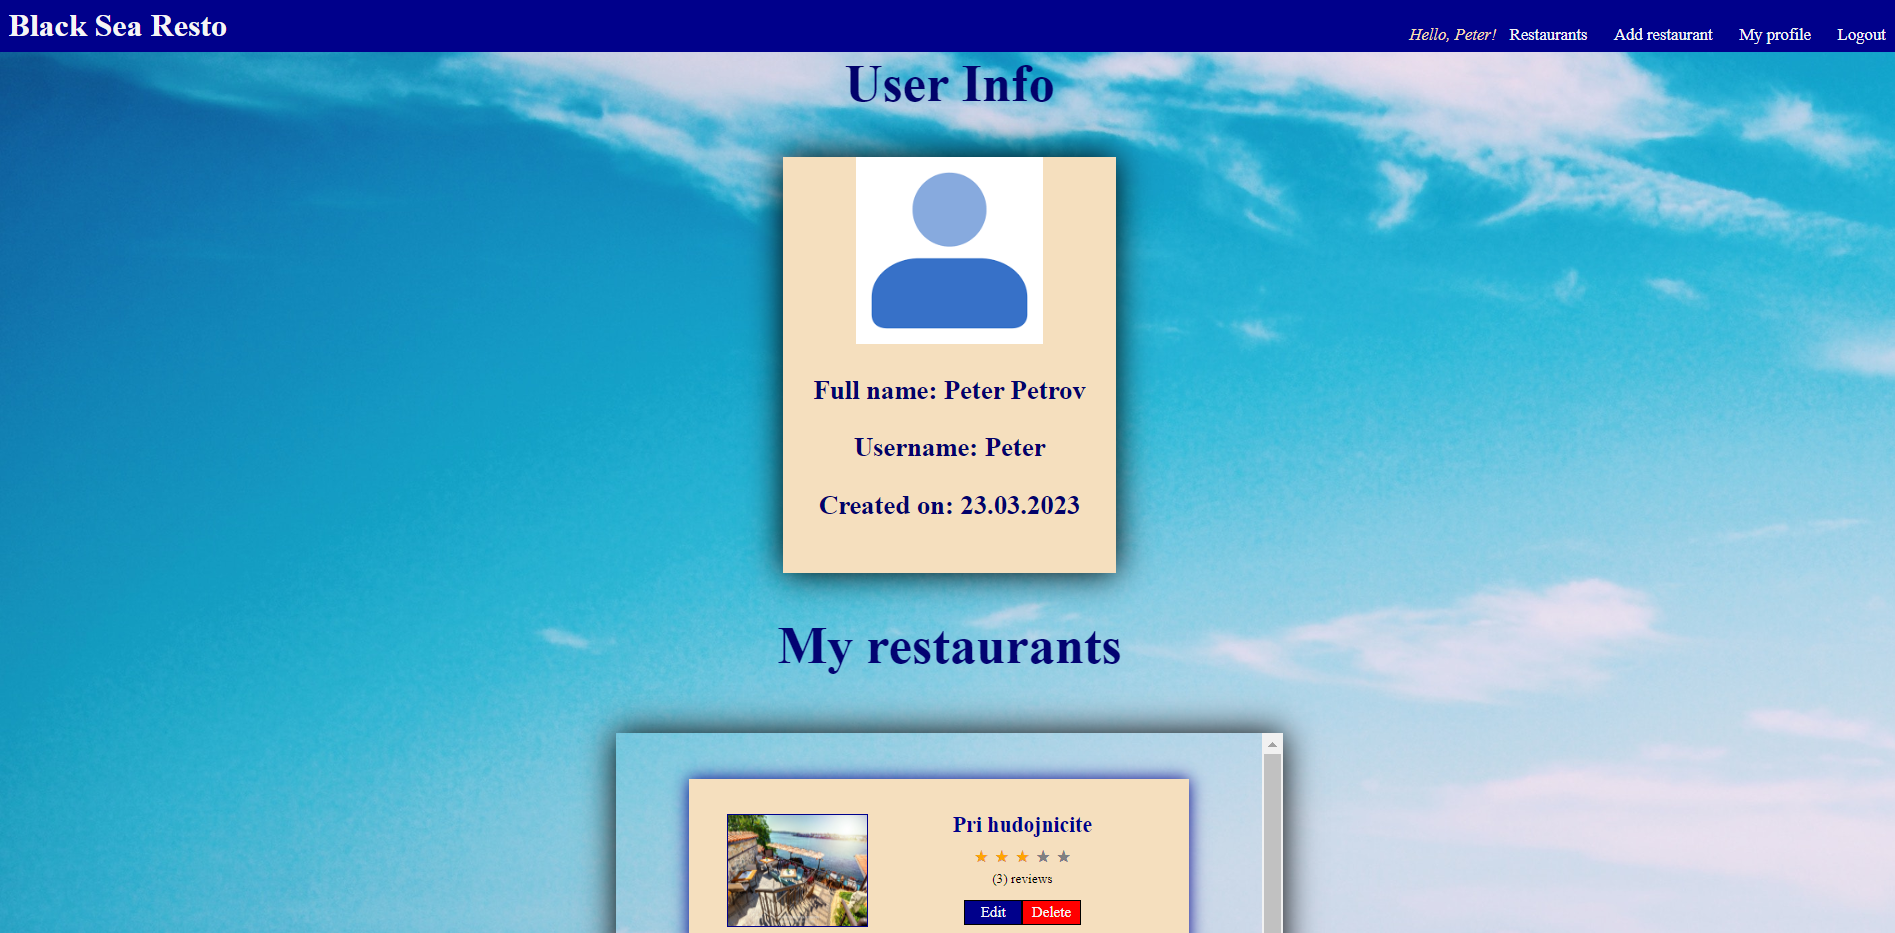 Black Sea Resto
Hello, Peter! Restaurants Add restaurant My profile Logout
User Info
Full name: Peter Petrov
Username: Peter
Created on: 23.03.2023
My restaurants
Pri hudojnicite
(3) reviews
Edit Delete